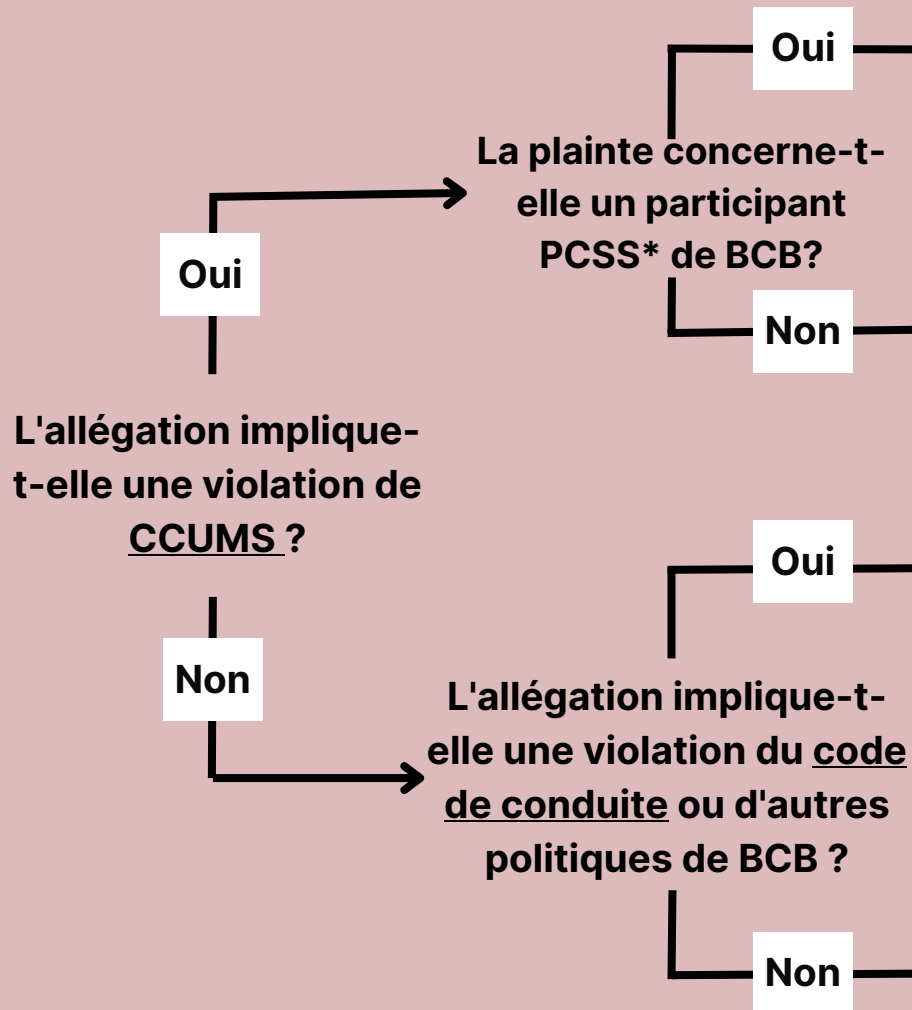 Oui
La plainte concerne-t-
elle un participant
PCSS* de BCB?
Oui
Non
L'allégation implique-
t-elle une violation de
CCUMS ?
Oui
Non
L'allégation implique-t-
elle une violation du code
de conduite ou d'autres
politiques de BCB ?
Non